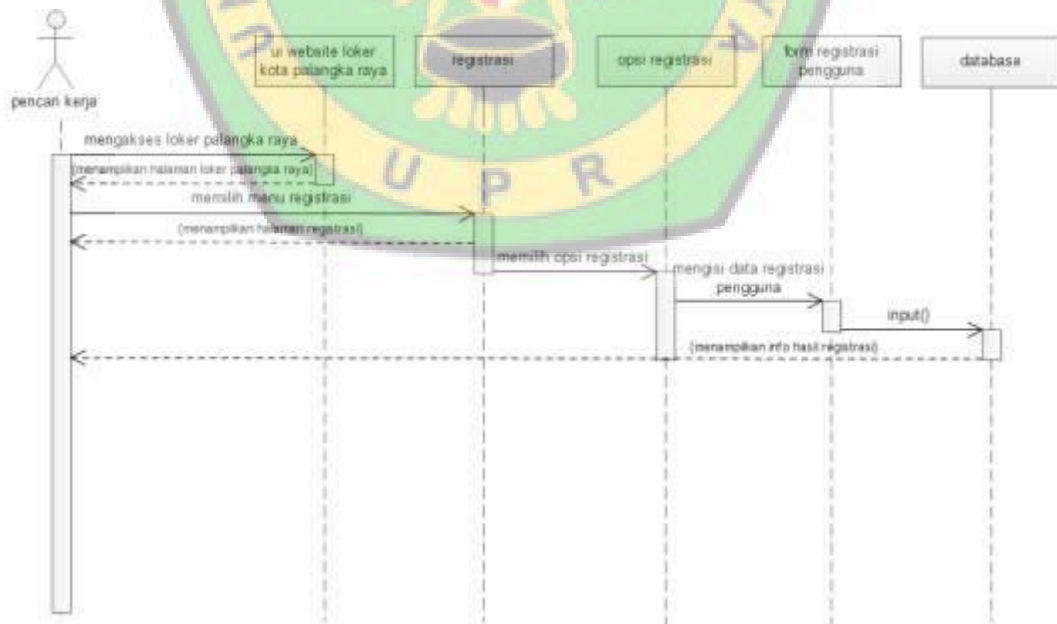 ui website loker
kota palangka raya
registrasi
opsi registrasi
form registrasi
pengguna
database
pencari kerja
mengakses loker palangka raya
(menampilkan halaman loker palangka raya)
memilih menu registrasi
(menampilkan halaman registrasi)
memilih opsi registrasi
mengisi data registrasi
pengguna
input()
(menampilkan info hasil registrasi)
U P R